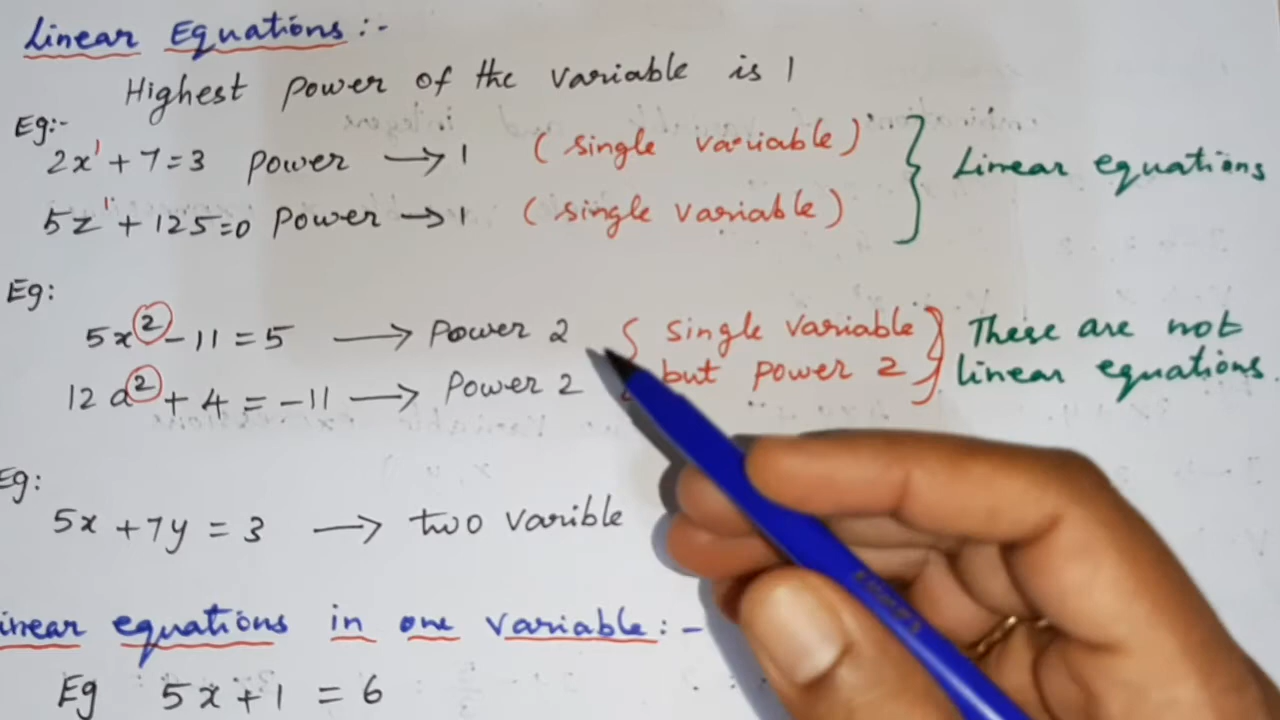 Linear Equations :-
Highest power of the variable is 1
Eg:-
2x¹ + 7 = 3 power → 1 (single variable)
5z¹ + 125 = 0 power → 1 (single variable)
Linear equations
Eg:
5x² - 11 = 5 → power 2
12a² + 4 = -11 → power 2
single variable
but power 2
These are not
linear equations.
Eg:
5x + 7y = 3 → two varible
inear equations in one variable :-
Eg 5x + 1 = 6